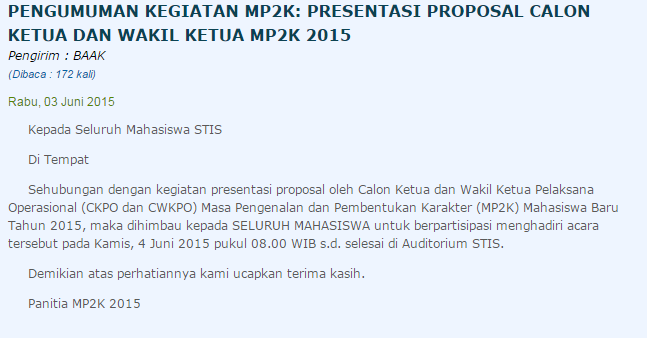 PENGUMUMAN KEGIATAN MP2K: PRESENTASI PROPOSAL CALON
KETUA DAN WAKIL KETUA MP2K 2015
Pengirim : BAAK
(Dibaca : 172 kali)
Rabu, 03 Juni 2015
Kepada Seluruh Mahasiswa STIS
Di Tempat
Sehubungan dengan kegiatan presentasi proposal oleh Calon Ketua dan Wakil Ketua Pelaksana
Operasional (CKPO dan CWKPO) Masa Pengenalan dan Pembentukan Karakter (MP2K) Mahasiswa Baru
Tahun 2015, maka dihimbau kepada SELURUH MAHASISWA untuk berpartisipasi menghadiri acara
tersebut pada Kamis, 4 Juni 2015 pukul 08.00 WIB s.d. selesai di Auditorium STIS.
Demikian atas perhatiannya kami ucapkan terima kasih.
Panitia MP2K 2015